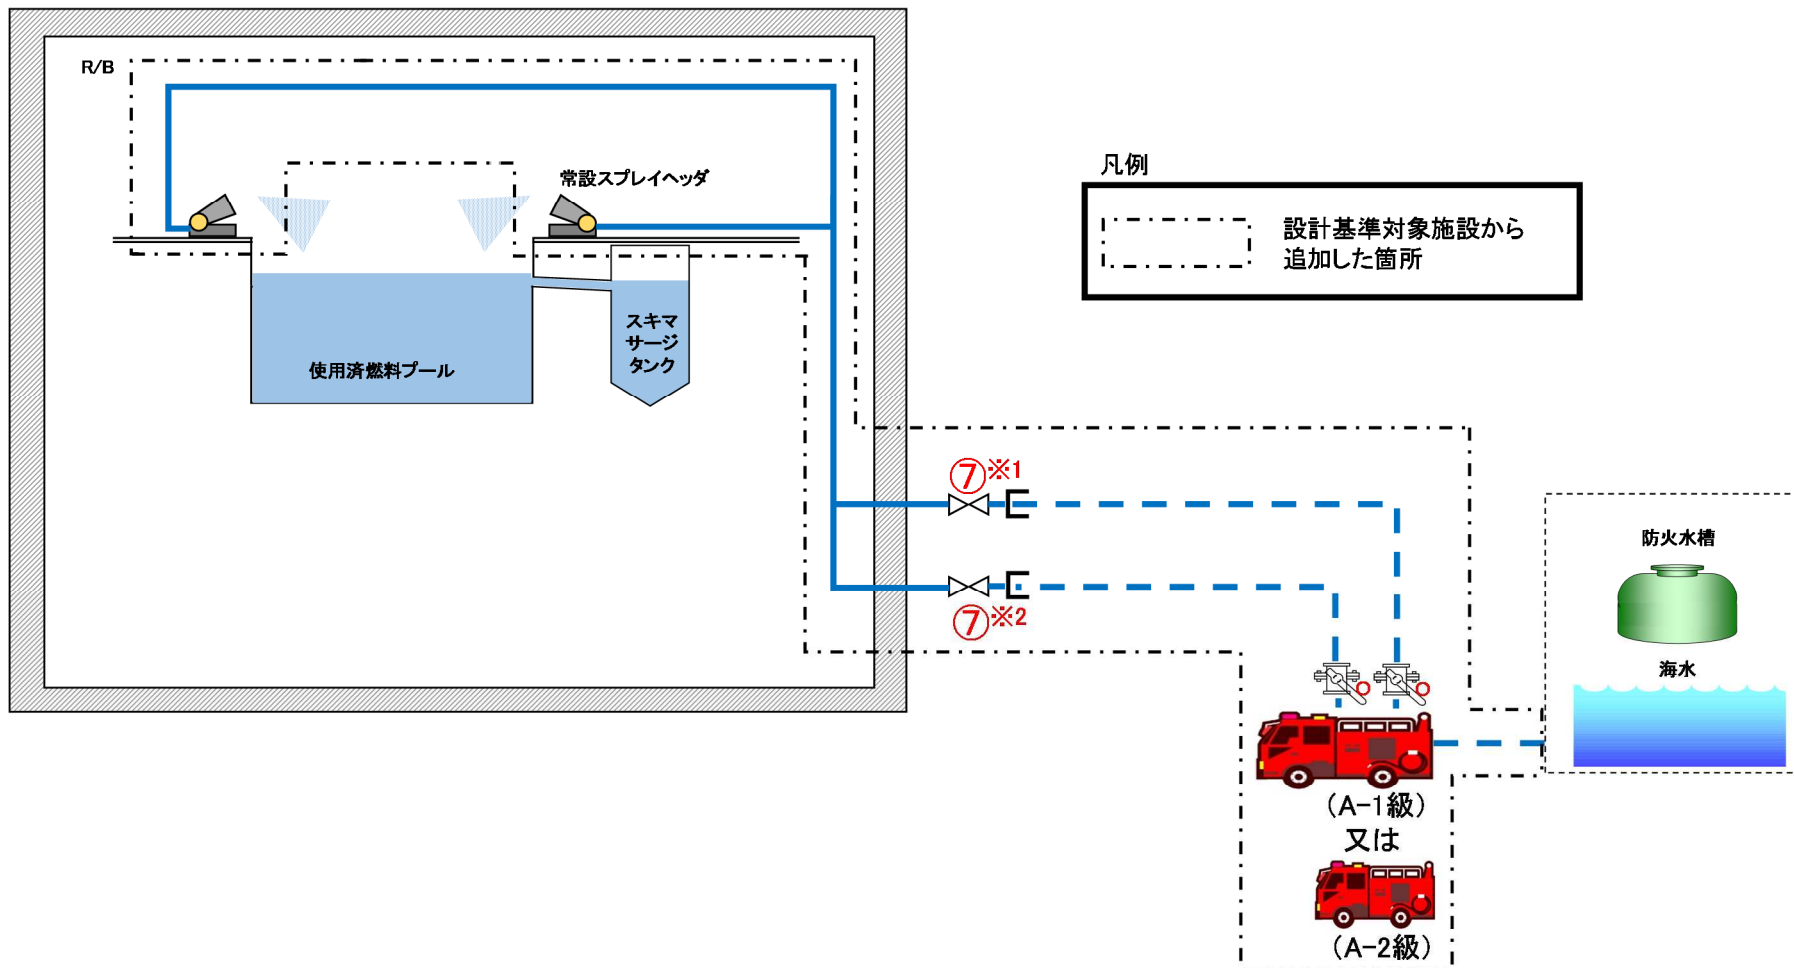 R/B
常設スプレイヘッダ
使用済燃料プール
スキマ
サージ
タンク
凡例
設計基準対象施設から
追加した箇所
⑦※1
⑦※2
防火水槽
海水
(A-1級)
又は
(A-2級)